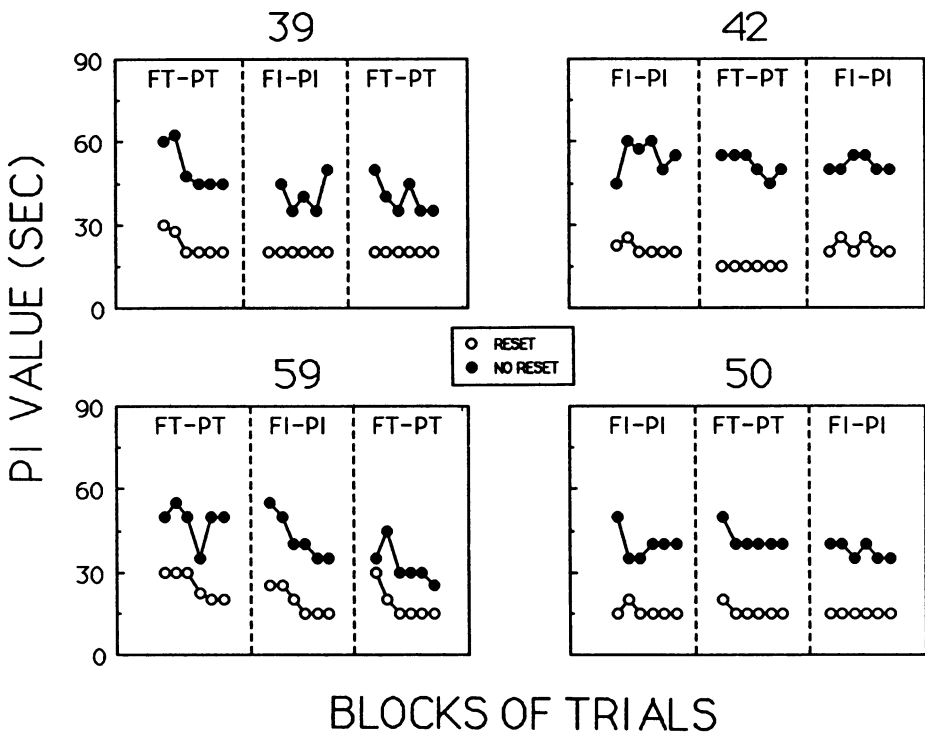 39
42
PI VALUE (SEC)
90
60
30
0
FT-PT
FI-PI
FT-PT
FI-PI
FT-PT
FI-PI
RESET
NO RESET
59
50
90
60
30
0
FT-PT
FI-PI
FT-PT
FI-PI
FT-PT
FI-PI
BLOCKS OF TRIALS